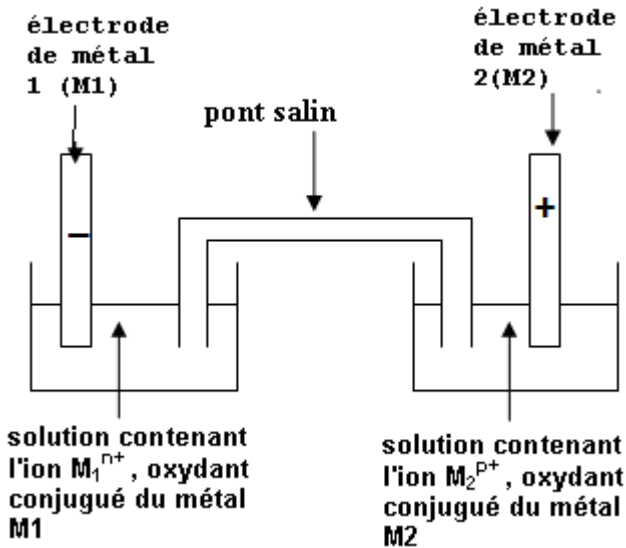 électrode
de métal
1 (M1)
électrode
de métal
2(M2)
pont salin
−
+
solution contenant
l'ion M₁ⁿ⁺ , oxydant
conjugué du métal
M1
solution contenant
l'ion M₂ᵖ⁺ , oxydant
conjugué du métal
M2